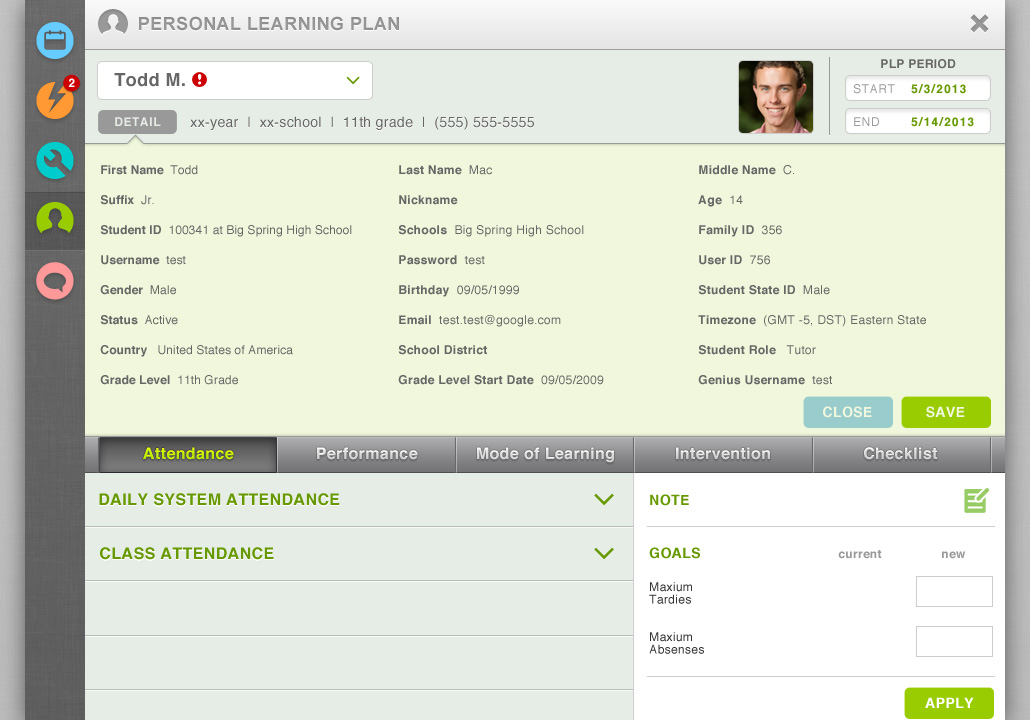 PERSONAL LEARNING PLAN
2
Todd M.
PLP PERIOD
START 5/3/2013
END 5/14/2013
DETAIL xx-year | xx-school | 11th grade | (555) 555-5555
First Name Todd Last Name Mac Middle Name C.
Suffix Jr. Nickname Age 14
Student ID 100341 at Big Spring High School Schools Big Spring High School Family ID 356
Username test Password test User ID 756
Gender Male Birthday 09/05/1999 Student State ID Male
Status Active Email test.test@google.com Timezone (GMT -5, DST) Eastern State
Country United States of America School District Student Role Tutor
Grade Level 11th Grade Grade Level Start Date 09/05/2009 Genius Username test
CLOSE SAVE
Attendance Performance Mode of Learning Intervention Checklist
DAILY SYSTEM ATTENDANCE
CLASS ATTENDANCE
NOTE
GOALS current new
Maxium
Tardies
Maxium
Absenses
APPLY